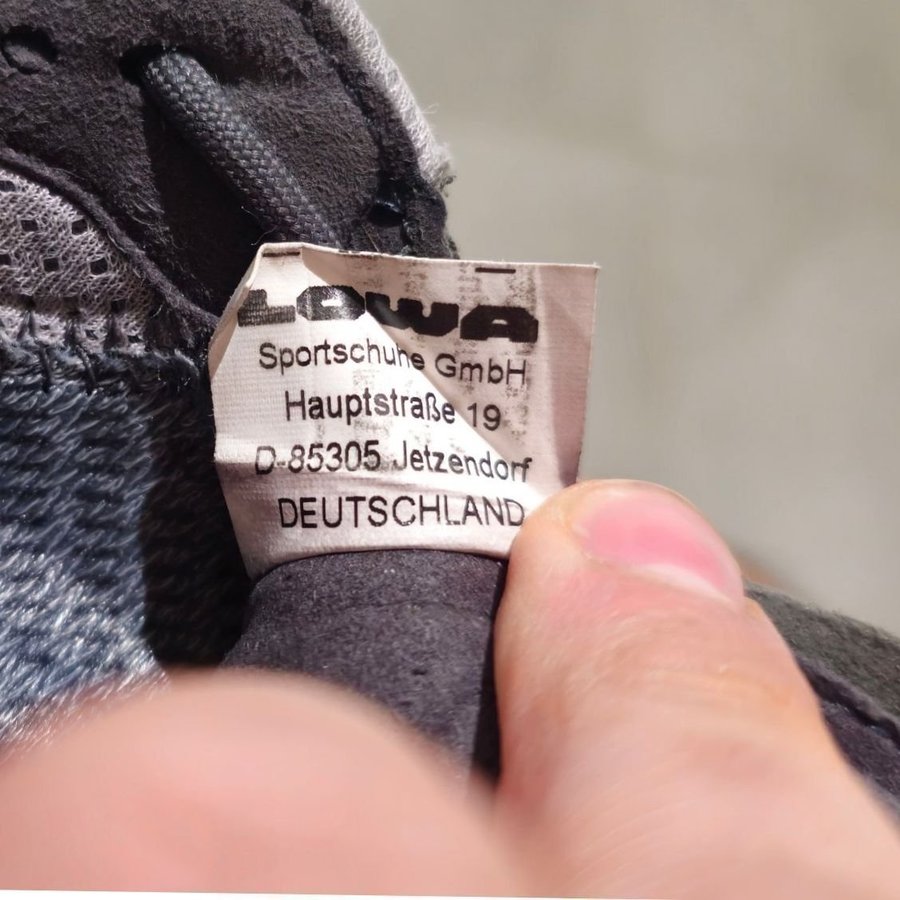 LOWA
Sportschuhe GmbH
Hauptstraße 19
D-85305 Jetzendorf
DEUTSCHLAND